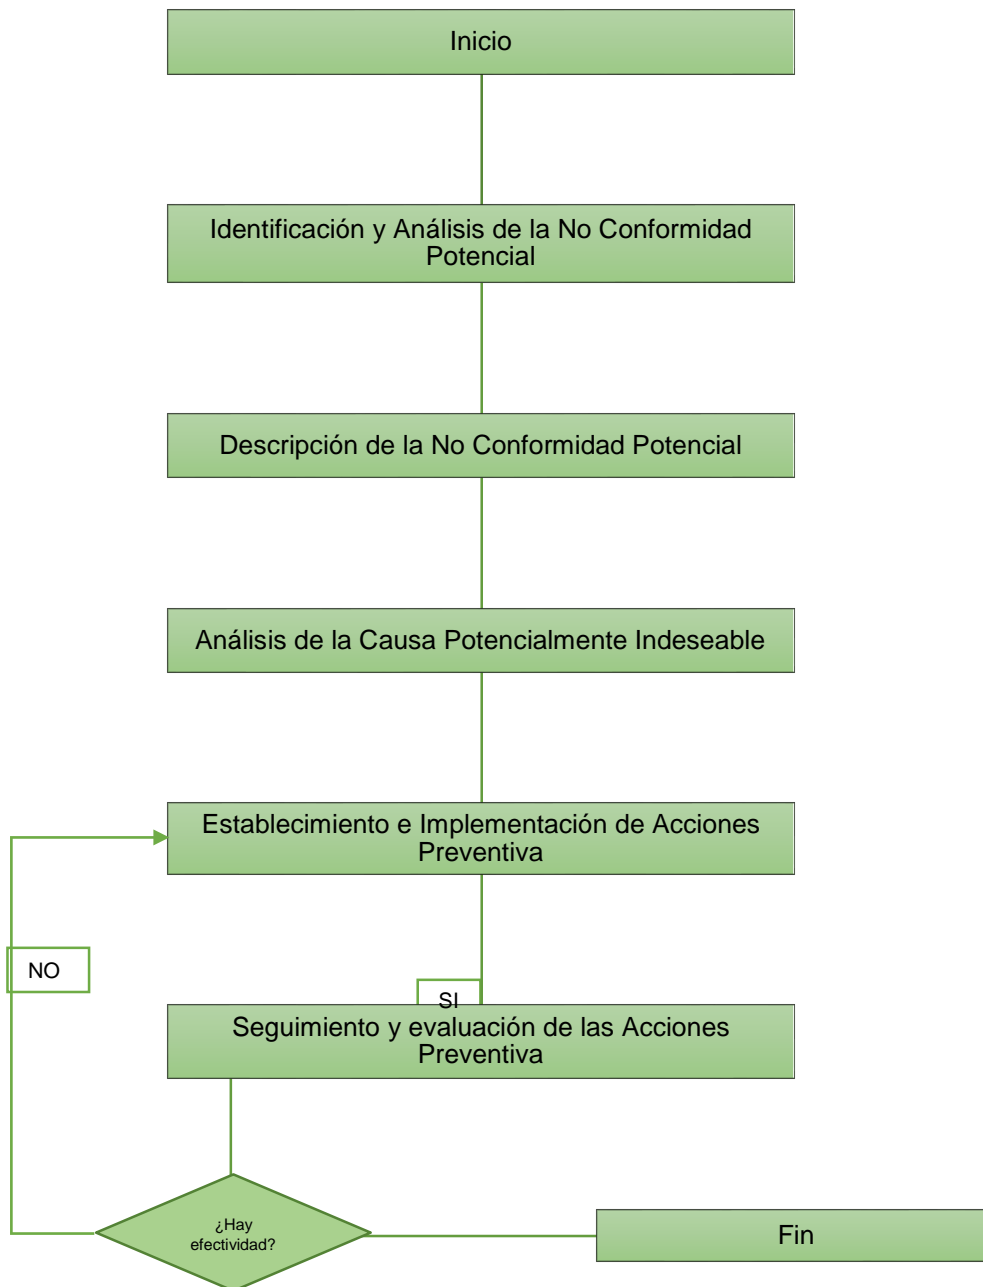 Inicio
Identificación y Análisis de la No Conformidad
Potencial
Descripción de la No Conformidad Potencial
Análisis de la Causa Potencialmente Indeseable
Establecimiento e Implementación de Acciones
Preventiva
NO
SI
Seguimiento y evaluación de las Acciones
Preventiva
¿Hay
efectividad?
Fin